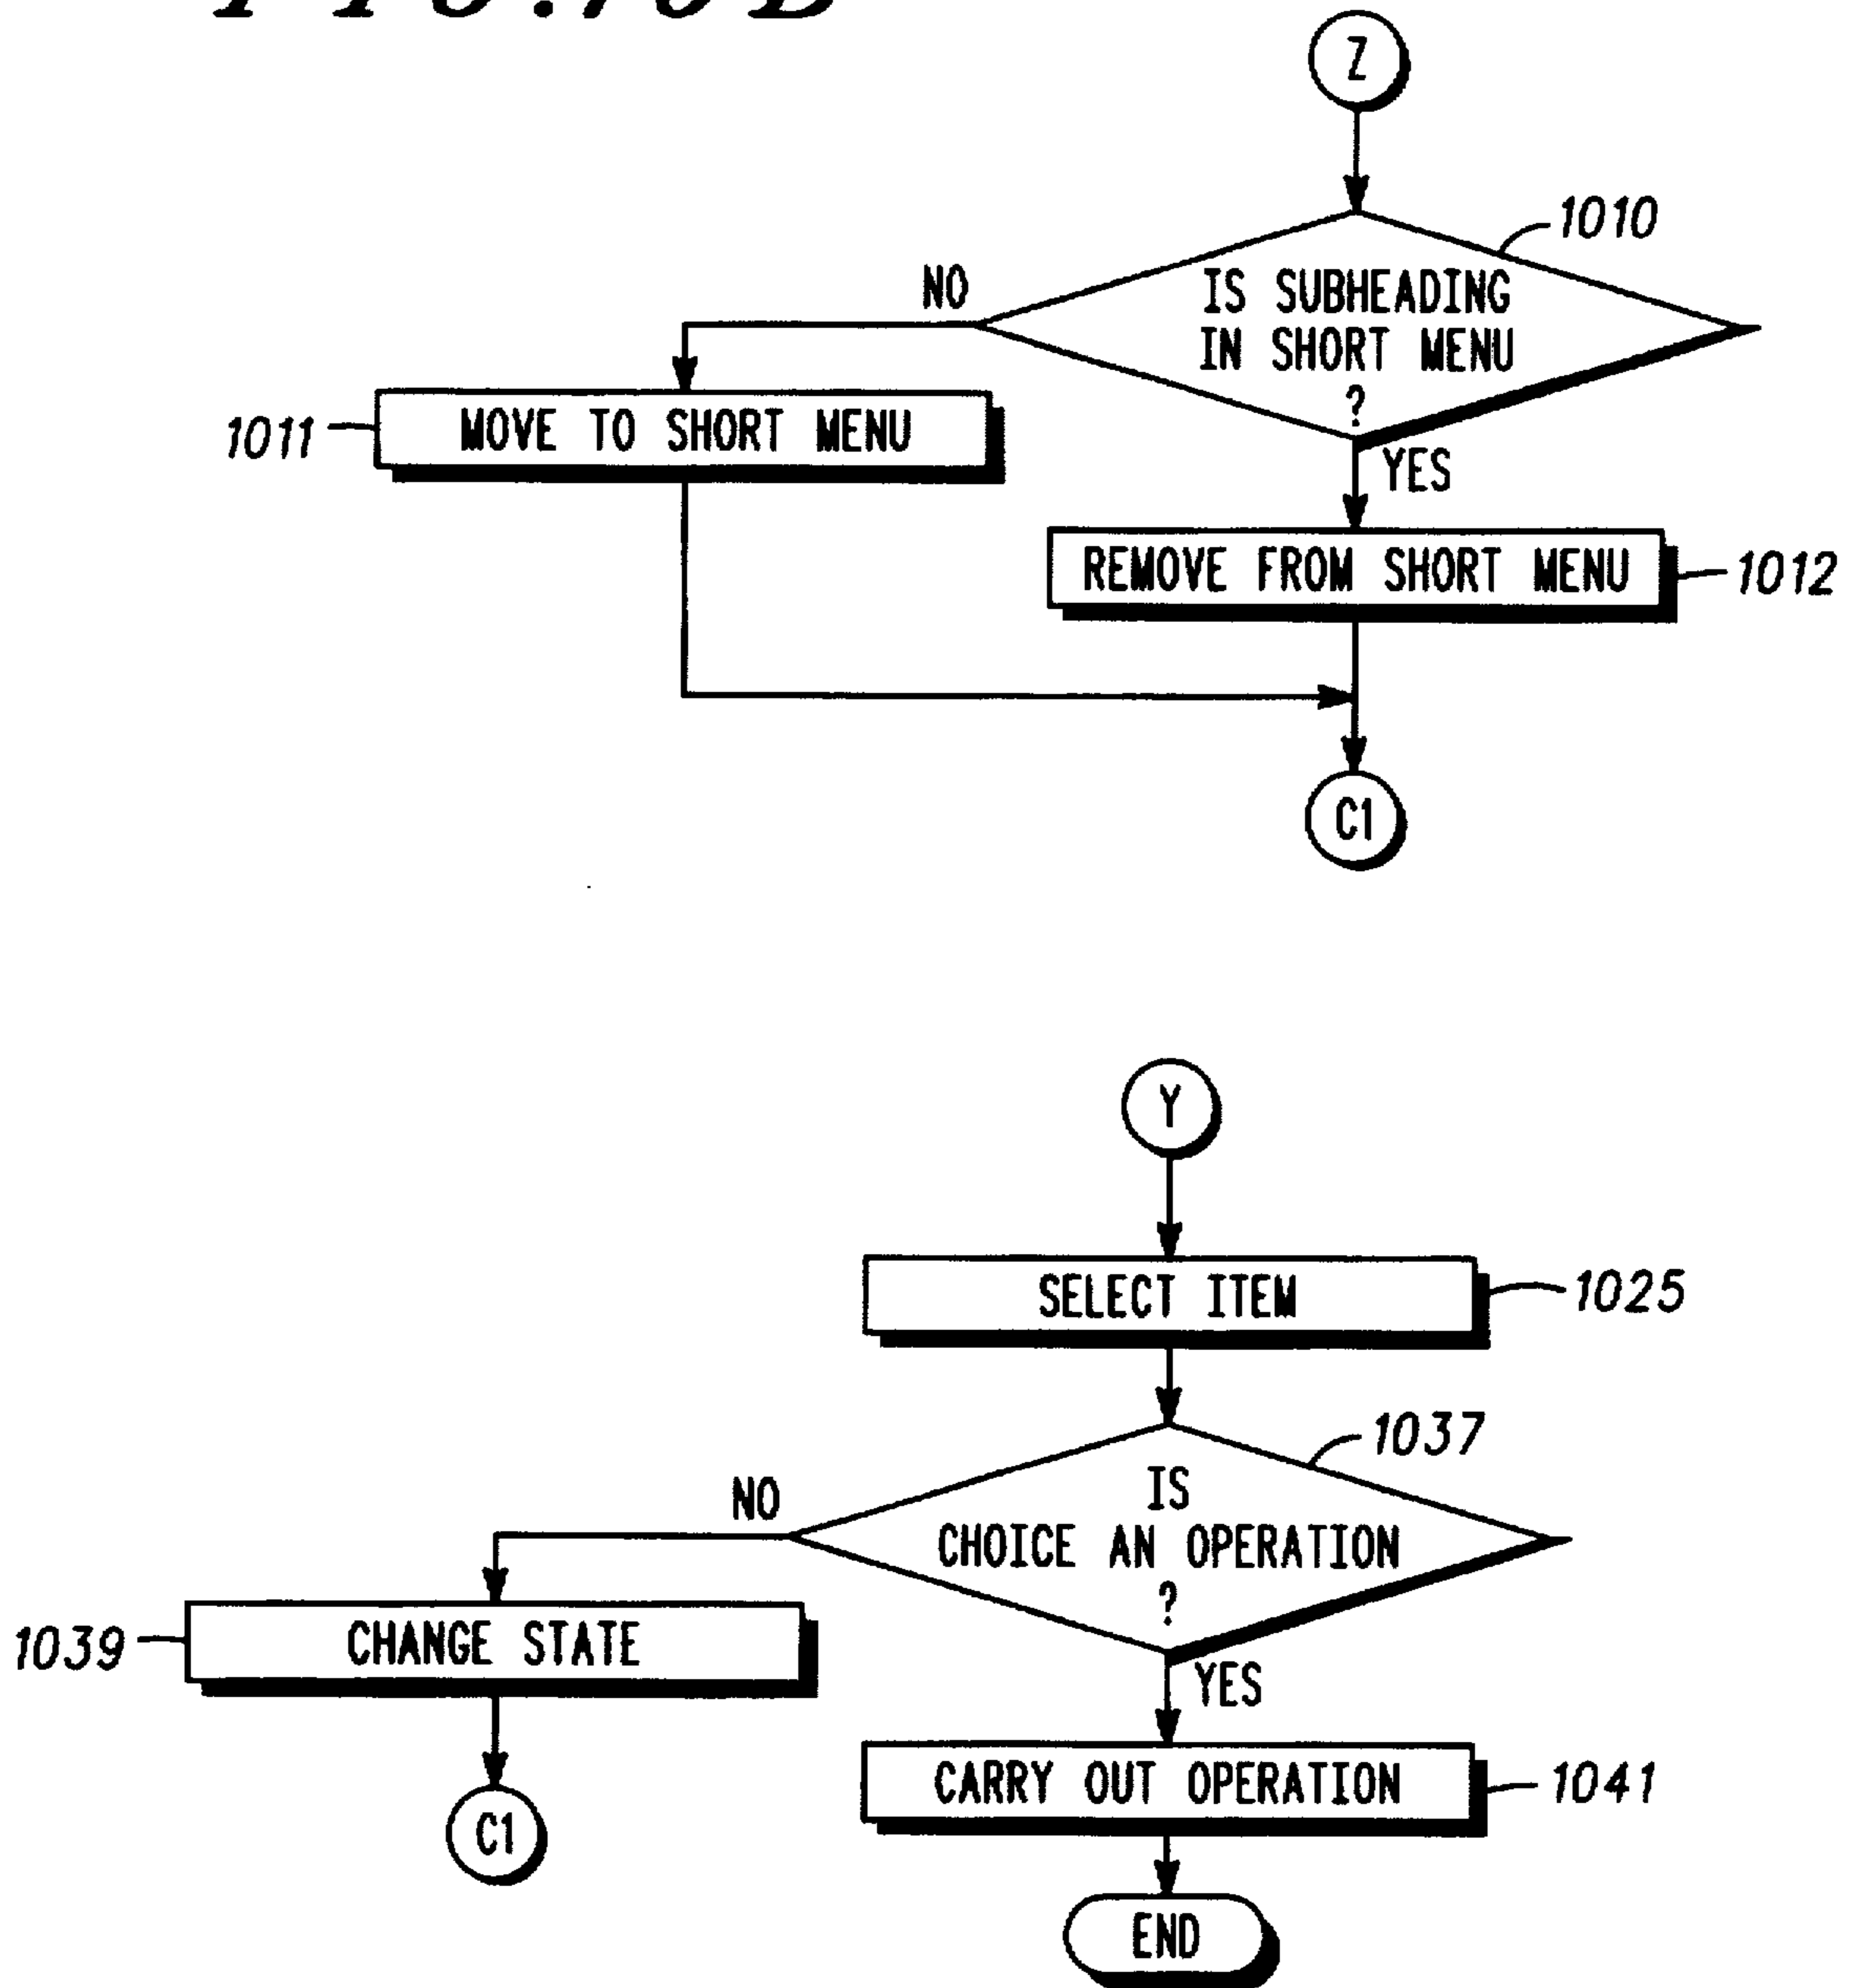 Z
1010
IS SUBHEADING
IN SHORT MENU
?
NO
YES
1011
MOVE TO SHORT MENU
REMOVE FROM SHORT MENU
1012
C1
Y
SELECT ITEM
1025
1037
IS
CHOICE AN OPERATION
?
NO
YES
1039
CHANGE STATE
C1
CARRY OUT OPERATION
1041
END